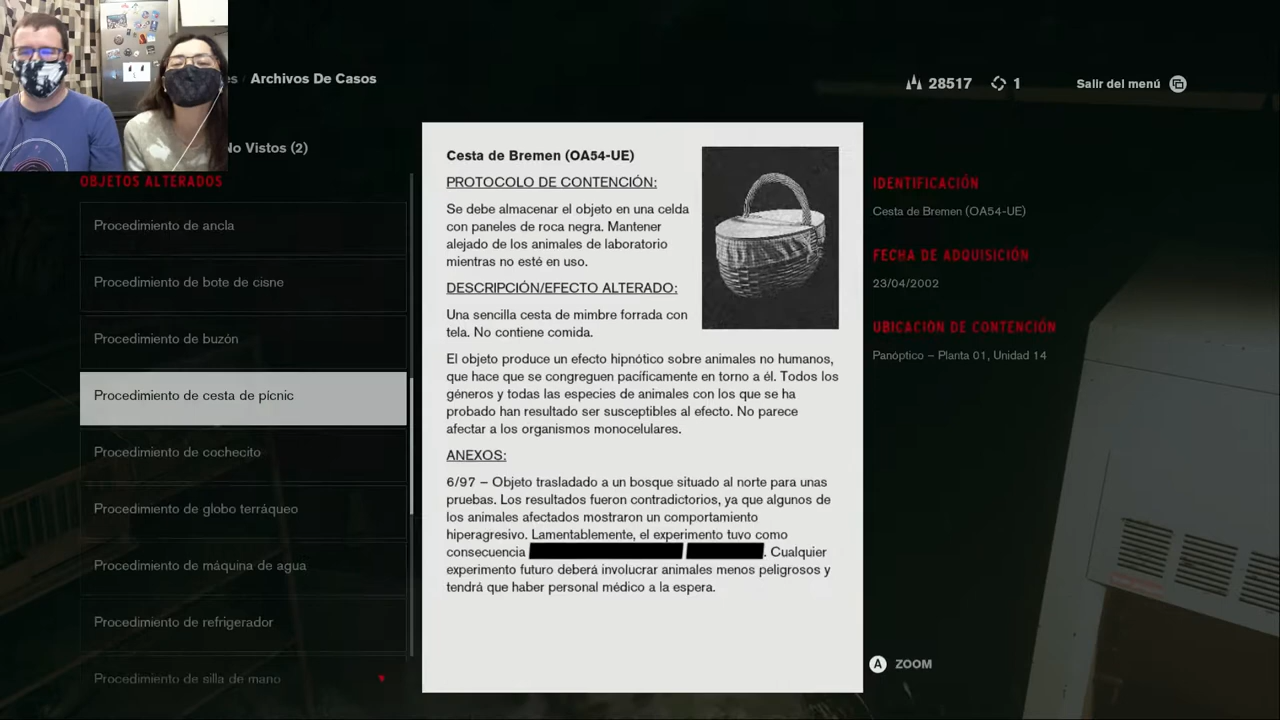 es / Archivos De Casos
28517
1
Salir del menú
No Vistos (2)
OBJETOS ALTERADOS
Procedimiento de ancla
Procedimiento de bote de cisne
Procedimiento de buzón
Procedimiento de cesta de pícnic
Procedimiento de cochecito
Procedimiento de globo terráqueo
Procedimiento de máquina de agua
Procedimiento de refrigerador
Procedimiento de silla de mano
Cesta de Bremen (OA54-UE)
PROTOCOLO DE CONTENCIÓN:
Se debe almacenar el objeto en una celda
con paneles de roca negra. Mantener
alejado de los animales de laboratorio
mientras no esté en uso.
DESCRIPCIÓN/EFECTO ALTERADO:
Una sencilla cesta de mimbre forrada con
tela. No contiene comida.
El objeto produce un efecto hipnótico sobre animales no humanos,
que hace que se congreguen pacíficamente en torno a él. Todos los
géneros y todas las especies de animales con los que se ha
probado han resultado ser susceptibles al efecto. No parece
afectar a los organismos monocelulares.
ANEXOS:
6/97 – Objeto trasladado a un bosque situado al norte para unas
pruebas. Los resultados fueron contradictorios, ya que algunos de
los animales afectados mostraron un comportamiento
hiperagresivo. Lamentablemente, el experimento tuvo como
consecuencia . Cualquier
experimento futuro deberá involucrar animales menos peligrosos y
tendrá que haber personal médico a la espera.
IDENTIFICACIÓN
Cesta de Bremen (OA54-UE)
FECHA DE ADQUISICIÓN
23/04/2002
UBICACIÓN DE CONTENCIÓN
Panóptico – Planta 01, Unidad 14
A ZOOM